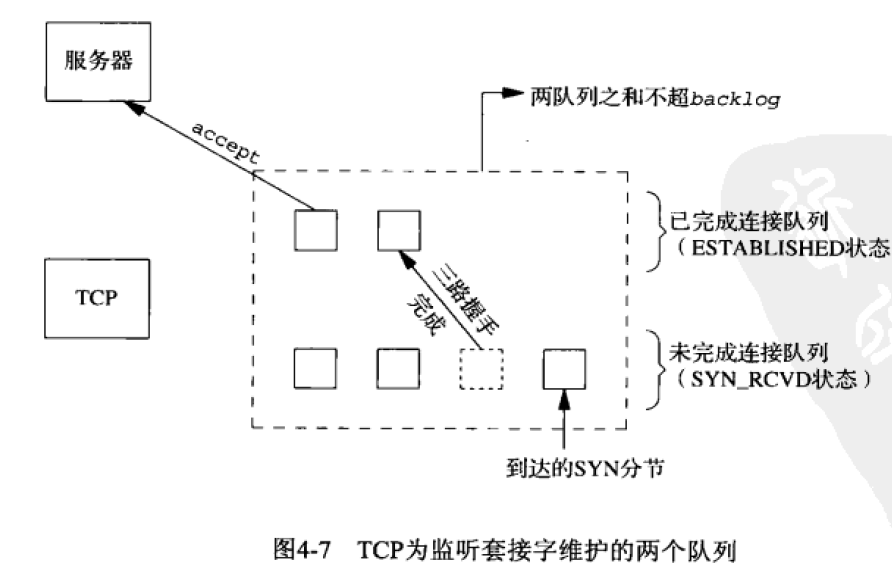 服务器
两队列之和不超backlog
accept
已完成连接队列
（ESTABLISHED状态
三路握手
完成
TCP
未完成连接队列
（SYN_RCVD状态）
到达的SYN分节
图4-7 TCP为监听套接字维护的两个队列